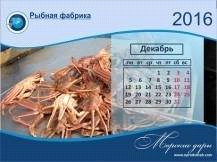 Рыбная фабрика
2016
Декабрь
пн вт ср чт пт сб вс
1 2 3 4
5 6 7 8 9 10 11
12 13 14 15 16 17 18
19 20 21 22 23 24 25
26 27 28 29 30 31
Морские дары